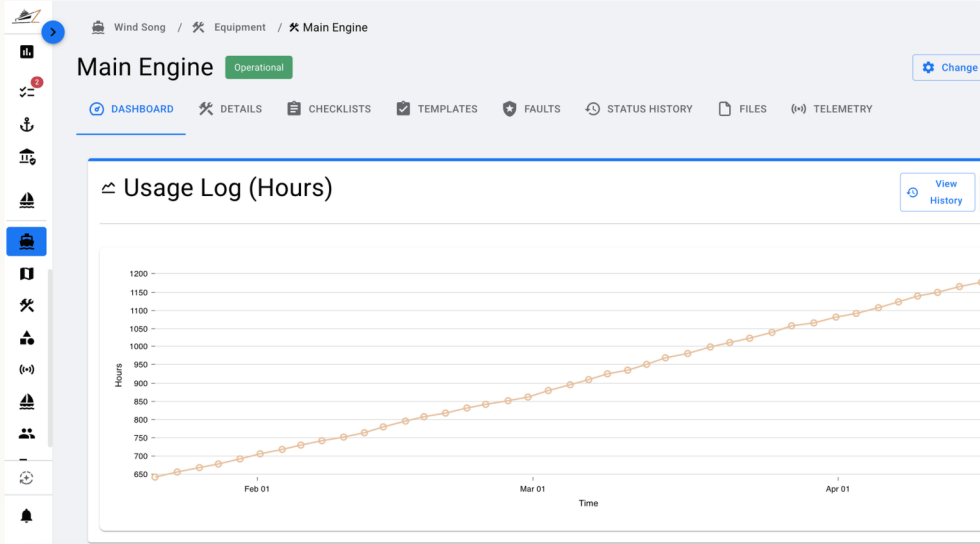 Wind Song / Equipment / Main Engine
Main Engine Operational
Change
2
DASHBOARD DETAILS CHECKLISTS TEMPLATES FAULTS STATUS HISTORY FILES TELEMETRY
Usage Log (Hours)
View
History
1200
1150
1100
1050
1000
950
900
850
800
750
700
650
Hours
Feb 01 Mar 01 Apr 01
Time